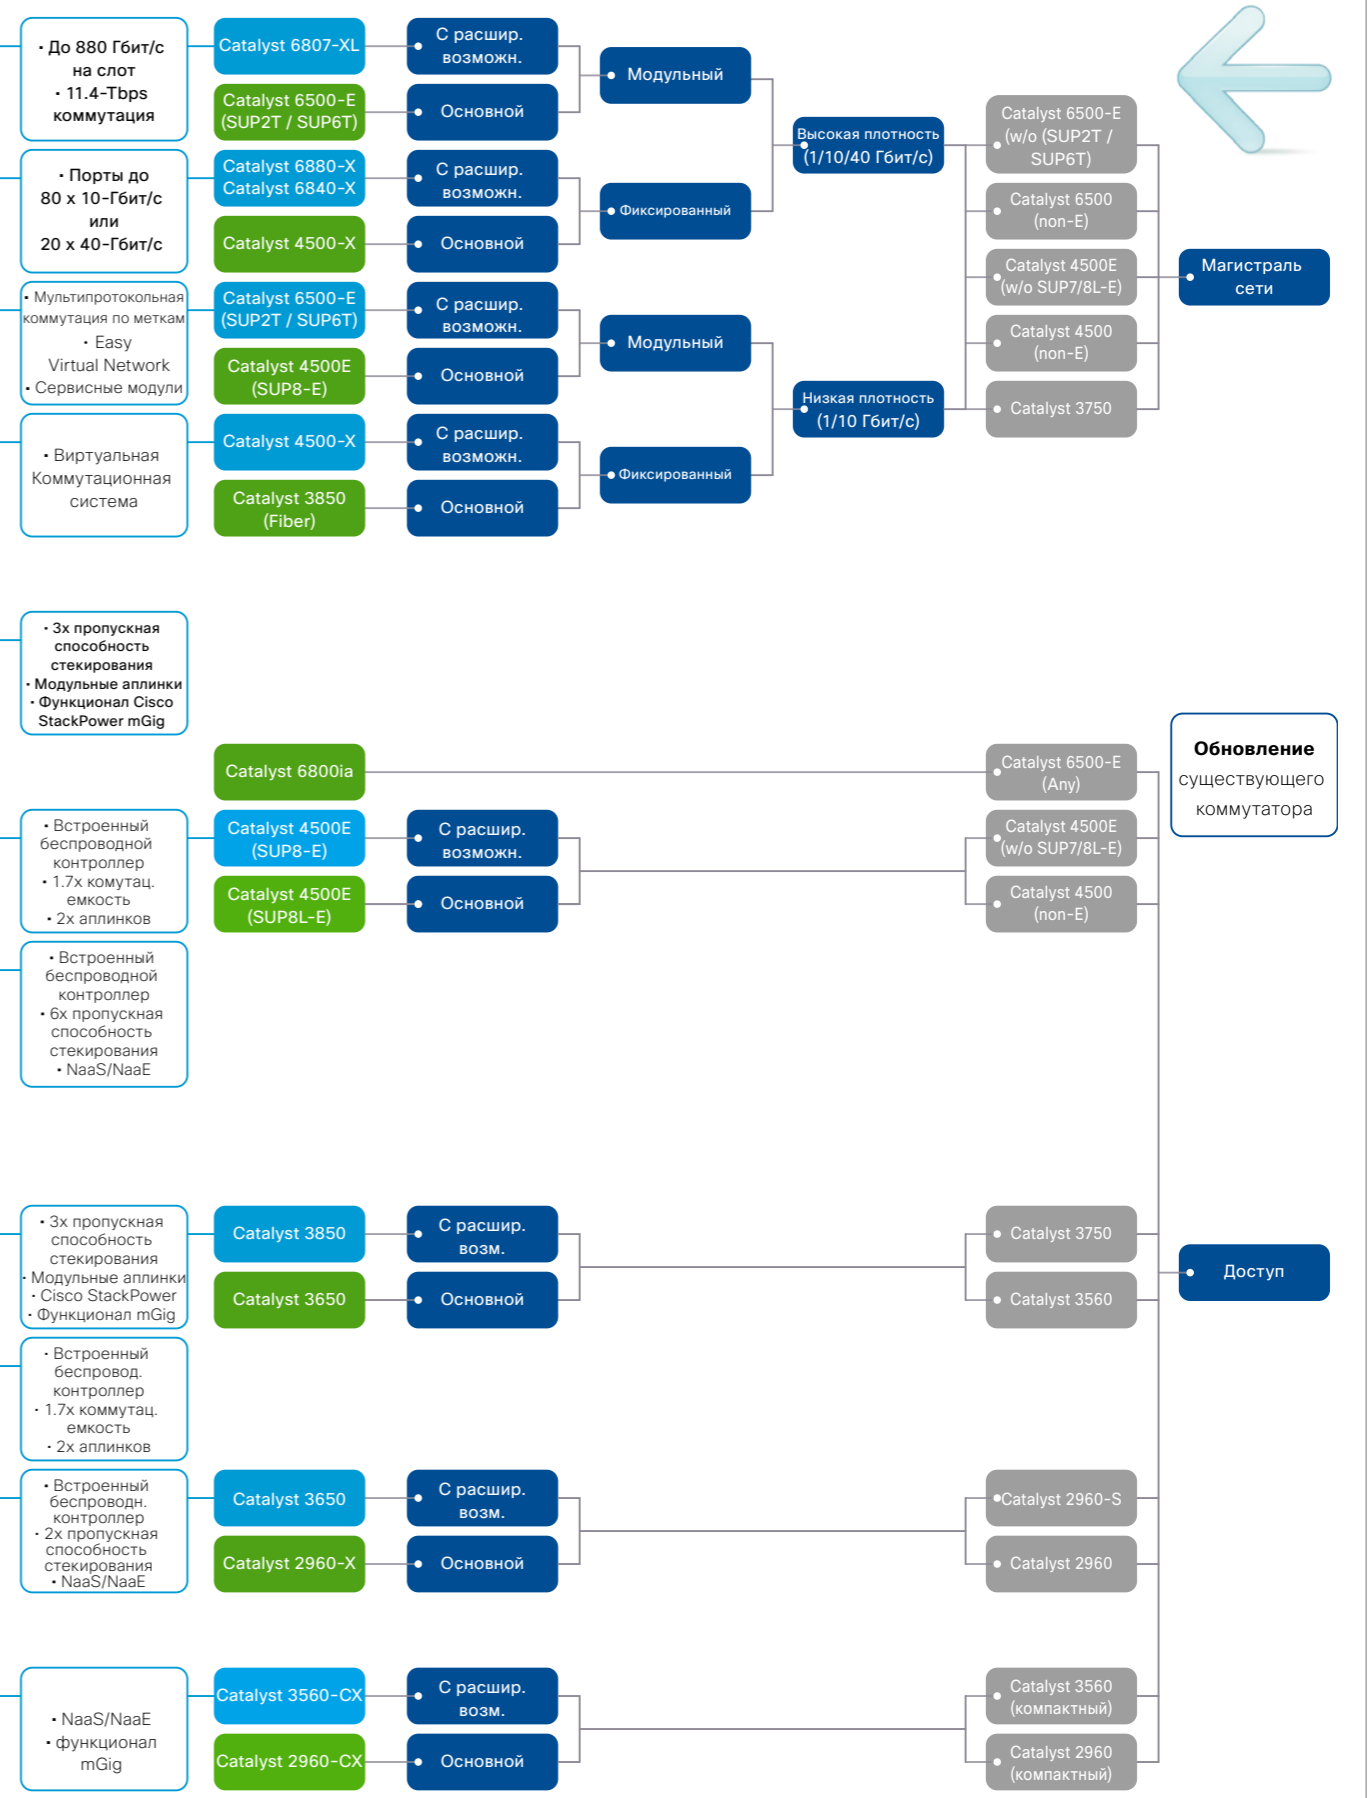 • До 880 Гбит/с
на слот
• 11.4-Tbps
коммутация
Catalyst 6807-XL
С расшир.
возможн.
Модульный
Catalyst 6500-E
(SUP2T / SUP6T)
Основной
Высокая плотность
(1/10/40 Гбит/с)
Catalyst 6500-E
(w/o (SUP2T /
SUP6T)
• Порты до
80 x 10-Гбит/с
или
20 x 40-Гбит/с
Catalyst 6880-X
Catalyst 6840-X
С расшир.
возможн.
Фиксированный
Catalyst 6500
(non-E)
Catalyst 4500-X
Основной
Catalyst 4500E
(w/o SUP7/8L-E)
Магистраль
сети
• Мультипротокольная
коммутация по меткам
• Easy
Virtual Network
• Сервисные модули
Catalyst 6500-E
(SUP2T / SUP6T)
С расшир.
возможн.
Модульный
Catalyst 4500
(non-E)
Catalyst 4500E
(SUP8-E)
Основной
Низкая плотность
(1/10 Гбит/с)
Catalyst 3750
• Виртуальная
Коммутационная
система
Catalyst 4500-X
С расшир.
возможн.
Фиксированный
Catalyst 3850
(Fiber)
Основной
• 3x пропускная
способность
стекирования
• Модульные аплинки
• Функционал Cisco
StackPower mGig
Обновление
существующего
коммутатора
Catalyst 6800ia
Catalyst 6500-E
(Any)
• Встроенный
беспроводной
контроллер
• 1.7x комутац.
емкость
• 2x аплинков
Catalyst 4500E
(SUP8-E)
С расшир.
возможн.
Catalyst 4500E
(w/o SUP7/8L-E)
Catalyst 4500E
(SUP8L-E)
Основной
Catalyst 4500
(non-E)
• Встроенный
беспроводной
контроллер
• 6x пропускная
способность
стекирования
• NaaS/NaaE
• 3x пропускная
способность
стекирования
• Модульные аплинки
• Cisco StackPower
• Функционал mGig
Catalyst 3850
С расшир.
возм.
Catalyst 3750
Доступ
Catalyst 3650
Основной
Catalyst 3560
• Встроенный
беспровод.
контроллер
• 1.7x коммутац.
емкость
• 2x аплинков
• Встроенный
беспроводн.
контроллер
• 2x пропускная
способность
стекирования
• NaaS/NaaE
Catalyst 3650
С расшир.
возм.
Catalyst 2960-S
Catalyst 2960-X
Основной
Catalyst 2960
• NaaS/NaaE
• функционал
mGig
Catalyst 3560-CX
С расшир.
возм.
Catalyst 3560
(компактный)
Catalyst 2960-CX
Основной
Catalyst 2960
(компактный)